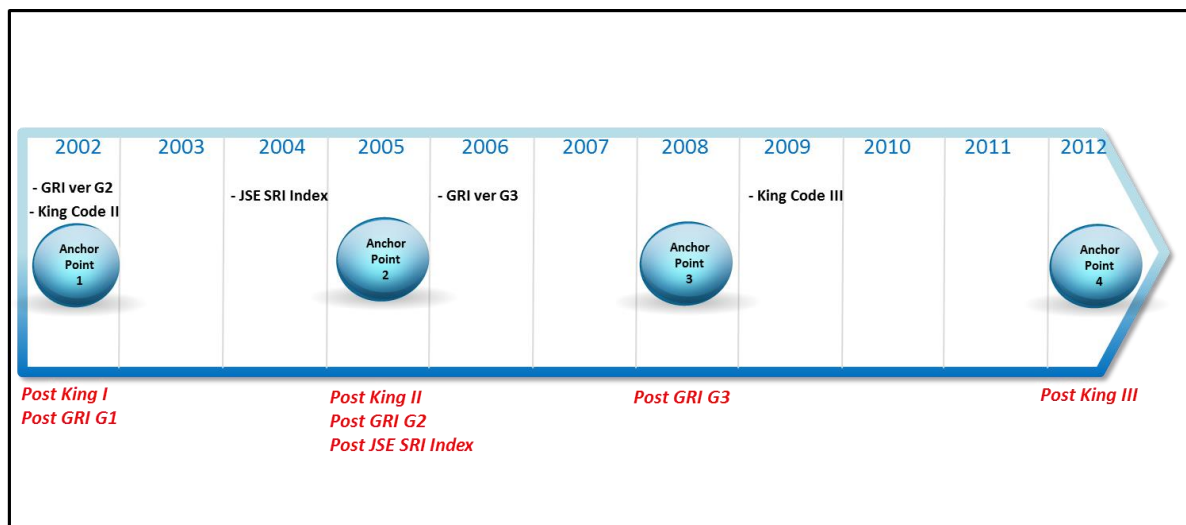 2002 2003 2004 2005 2006 2007 2008 2009 2010 2011 2012
- GRI ver G2
- King Code II
- JSE SRI Index
- GRI ver G3
- King Code III
Anchor
Point
1
Anchor
Point
2
Anchor
Point
3
Anchor
Point
4
Post King I
Post GRI G1
Post King II
Post GRI G2
Post JSE SRI Index
Post GRI G3
Post King III